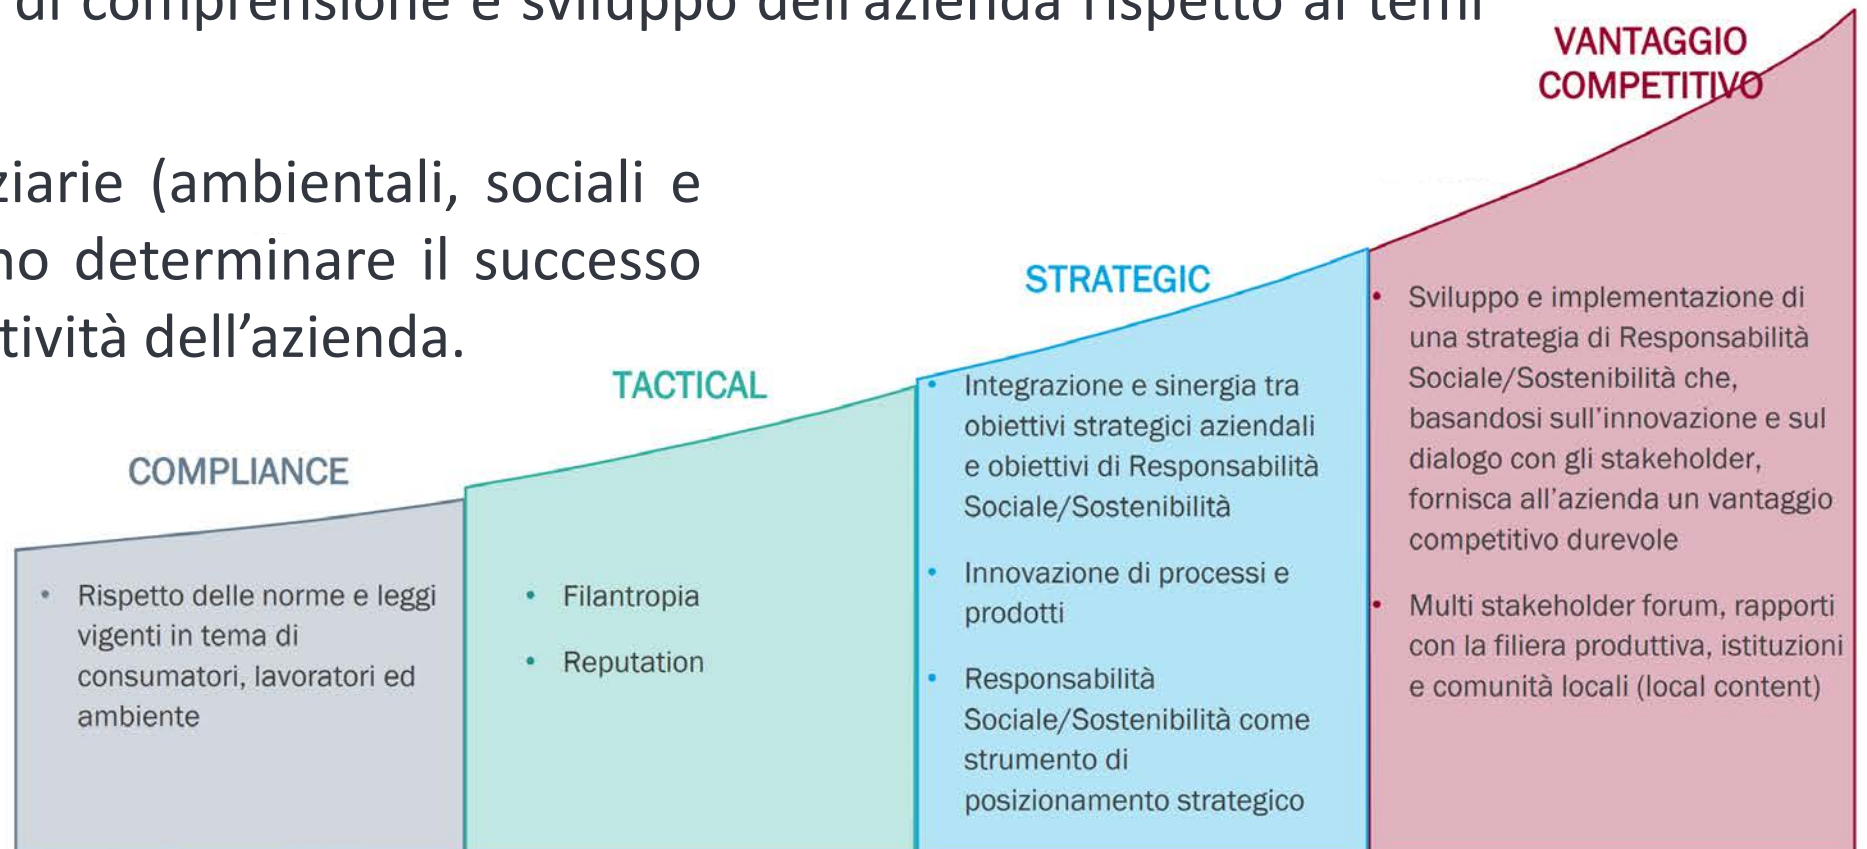 di comprensione e sviluppo dell'azienda rispetto ai temi
ziarie (ambientali, sociali e
no determinare il successo
tività dell'azienda.
COMPLIANCE
• Rispetto delle norme e leggi
vigenti in tema di
consumatori, lavoratori ed
ambiente
TACTICAL
• Filantropia
• Reputation
STRATEGIC
• Integrazione e sinergia tra
obiettivi strategici aziendali
e obiettivi di Responsabilità
Sociale/Sostenibilità
• Innovazione di processi e
prodotti
• Responsabilità
Sociale/Sostenibilità come
strumento di
posizionamento strategico
VANTAGGIO
COMPETITIVO
• Sviluppo e implementazione di
una strategia di Responsabilità
Sociale/Sostenibilità che,
basandosi sull'innovazione e sul
dialogo con gli stakeholder,
fornisca all'azienda un vantaggio
competitivo durevole
• Multi stakeholder forum, rapporti
con la filiera produttiva, istituzioni
e comunità locali (local content)